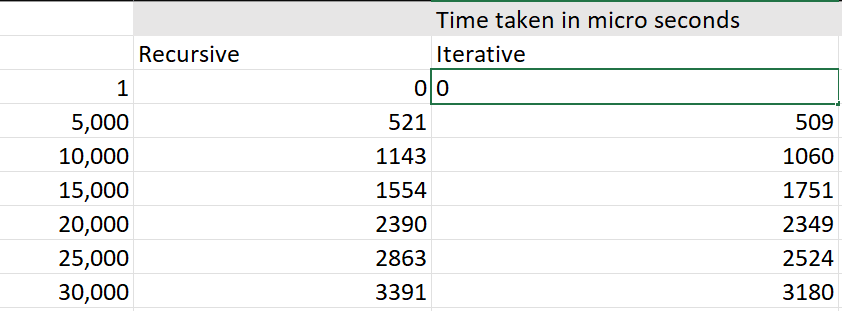 Time taken in micro seconds
Recursive Iterative
1 0 0
5,000 521 509
10,000 1143 1060
15,000 1554 1751
20,000 2390 2349
25,000 2863 2524
30,000 3391 3180